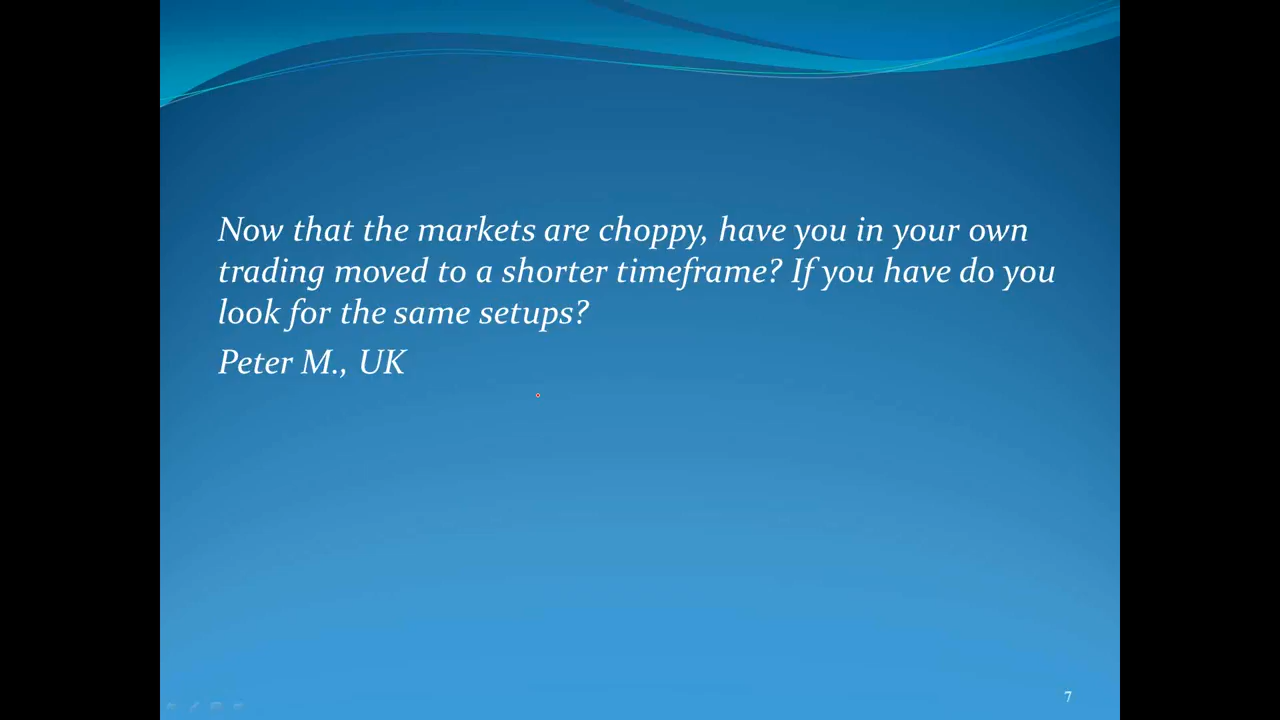 Now that the markets are choppy, have you in your own
trading moved to a shorter timeframe? If you have do you
look for the same setups?
Peter M., UK
7